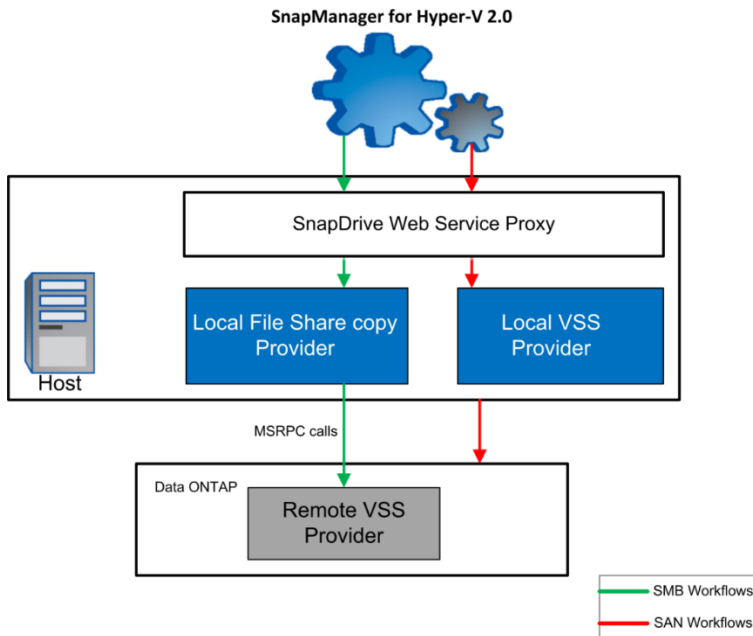 SnapManager for Hyper-V 2.0
SnapDrive Web Service Proxy
Local File Share copy
Provider
Local VSS
Provider
Host
MSRPC calls
Data ONTAP
Remote VSS
Provider
SMB Workflows
SAN Workflows